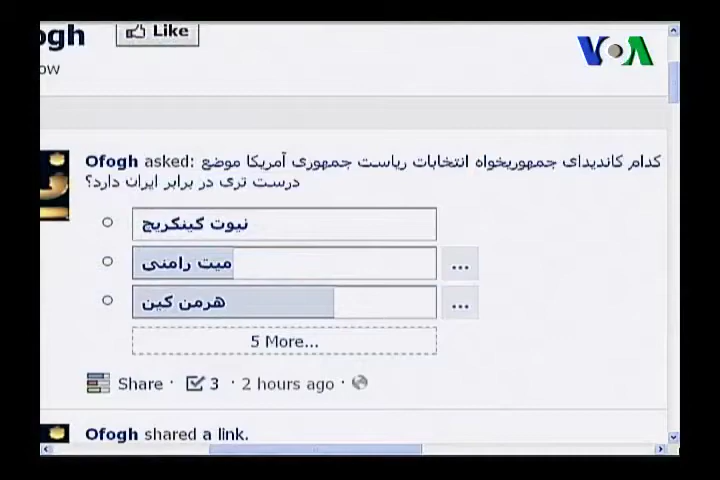 ogh
Like
VOA
ow
Ofogh asked: کدام کاندیدای جمهوریخواه انتخابات ریاست جمهوری آمریکا موضع
درست تری در برابر ایران دارد؟
نیوت گینگریچ
میت رامنی
...
هرمن کین
...
5 More...
Share · 3 · 2 hours ago ·
Ofogh shared a link.